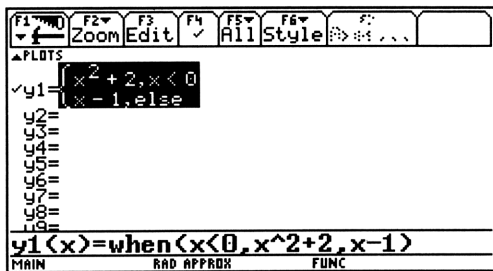 F1 F2 F3 F4 F5 F6
Zoom Edit ✓ All Style
▲PLOTS
✓y1={x²+2,x<0
{x-1,else
y2=
y3=
y4=
y5=
y6=
y7=
y8=
y9=
y1(x)=when(x<0,x^2+2,x-1)
MAIN RAD APPROX FUNC